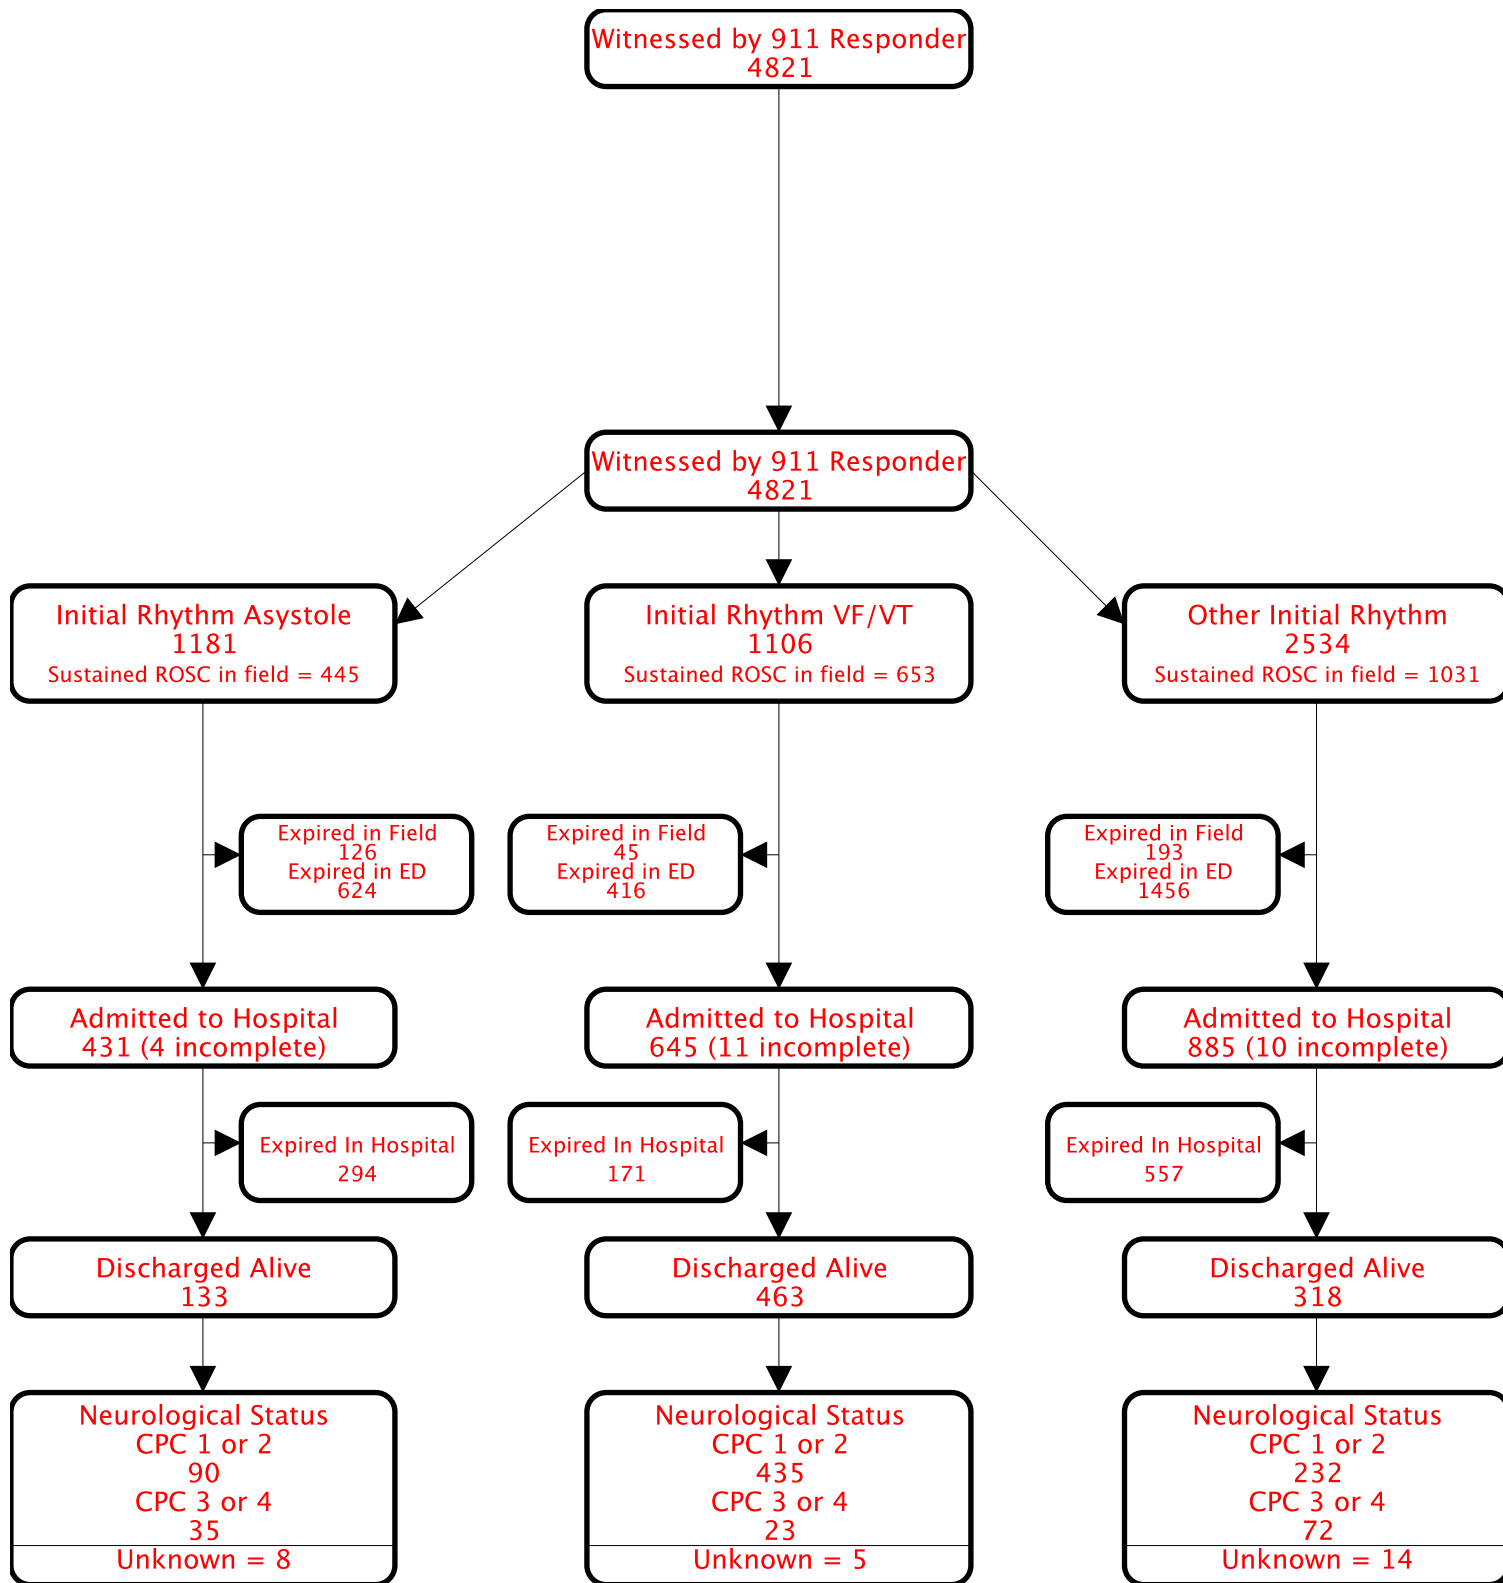 Witnessed by 911 Responder
4821
Witnessed by 911 Responder
4821
Initial Rhythm Asystole
1181
Sustained ROSC in field = 445
Initial Rhythm VF/VT
1106
Sustained ROSC in field = 653
Other Initial Rhythm
2534
Sustained ROSC in field = 1031
Expired in Field
126
Expired in ED
624
Expired in Field
45
Expired in ED
416
Expired in Field
193
Expired in ED
1456
Admitted to Hospital
431 (4 incomplete)
Admitted to Hospital
645 (11 incomplete)
Admitted to Hospital
885 (10 incomplete)
Expired In Hospital
294
Expired In Hospital
171
Expired In Hospital
557
Discharged Alive
133
Discharged Alive
463
Discharged Alive
318
Neurological Status
CPC 1 or 2
90
CPC 3 or 4
35
Unknown = 8
Neurological Status
CPC 1 or 2
435
CPC 3 or 4
23
Unknown = 5
Neurological Status
CPC 1 or 2
232
CPC 3 or 4
72
Unknown = 14